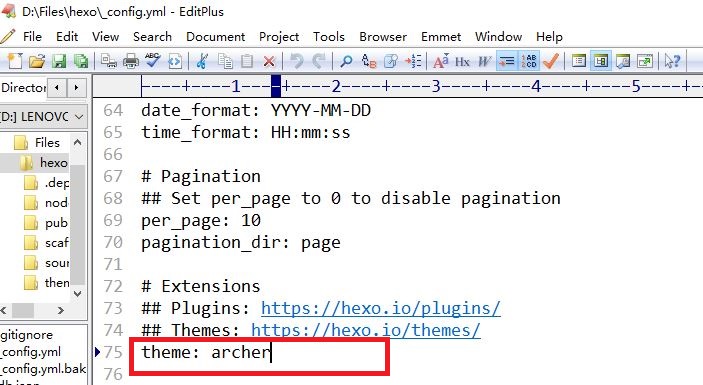 D:\Files\hexo\_config.yml - EditPlus
File Edit View Search Document Project Tools Browser Emmet Window Help
Director
----+----1----+----2----+----3----+----4----+----5----+--
[D:] LENOVO
Files
hexo
.dep
nod
pub
scaf
sour
then
gitignore
_config.yml
_config.yml.bak
64 date_format: YYYY-MM-DD
65 time_format: HH:mm:ss
66
67 # Pagination
68 ## Set per_page to 0 to disable pagination
69 per_page: 10
70 pagination_dir: page
71
72 # Extensions
73 ## Plugins: https://hexo.io/plugins/
74 ## Themes: https://hexo.io/themes/
75 theme: archer
76